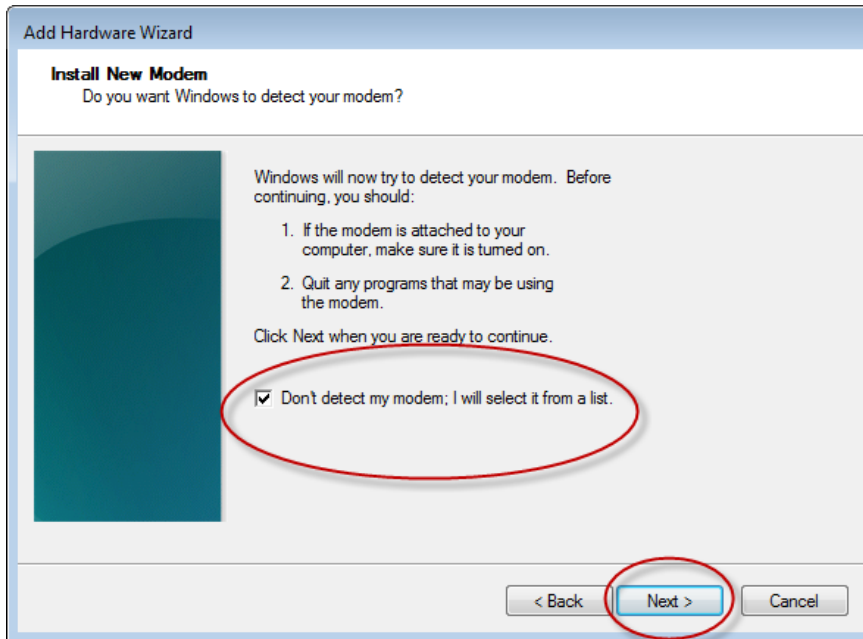 Add Hardware Wizard
Install New Modem
Do you want Windows to detect your modem?
Windows will now try to detect your modem. Before
continuing, you should:
1. If the modem is attached to your
computer, make sure it is turned on.
2. Quit any programs that may be using
the modem.
Click Next when you are ready to continue.
Don't detect my modem; I will select it from a list.
< Back
Next >
Cancel